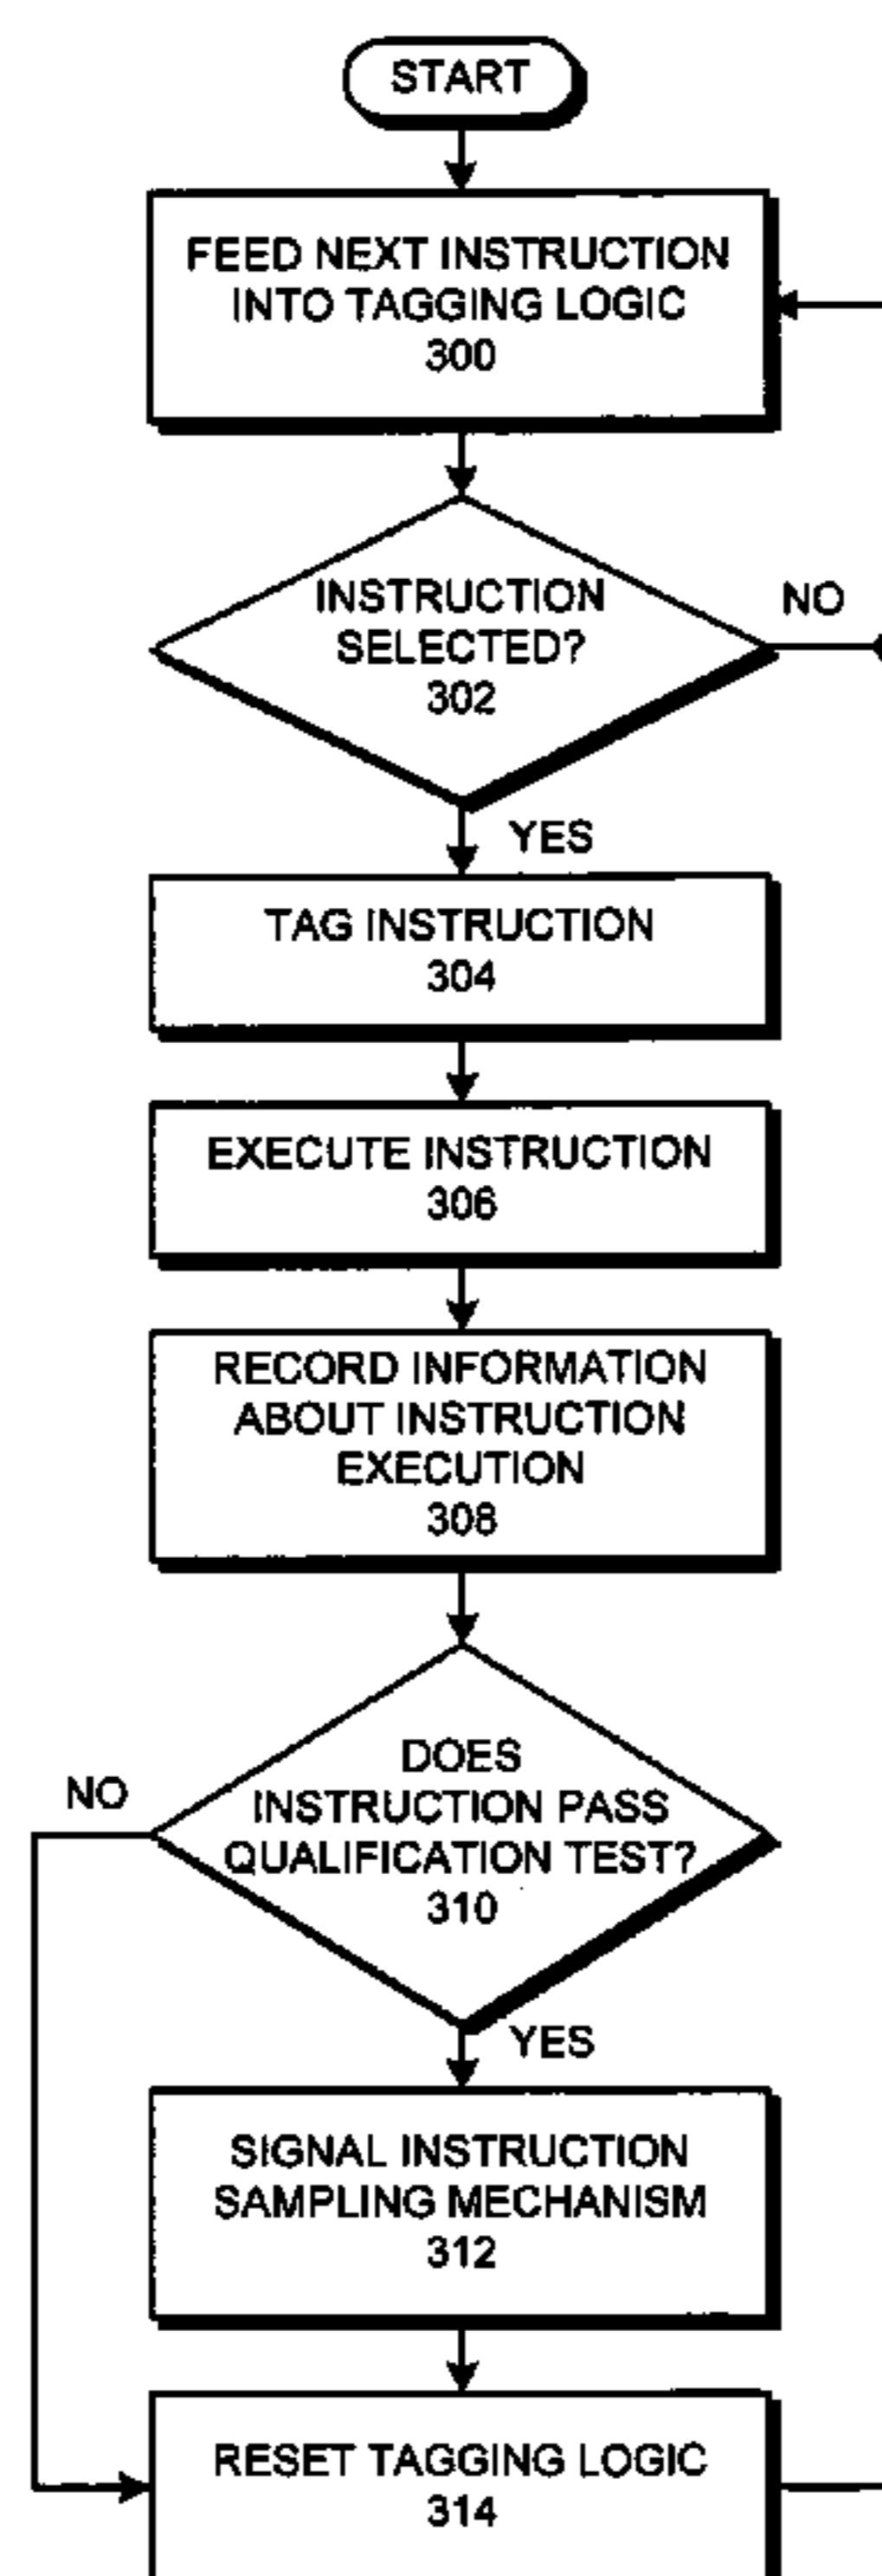 START
FEED NEXT INSTRUCTION
INTO TAGGING LOGIC
300
INSTRUCTION
SELECTED?
302
NO
YES
TAG INSTRUCTION
304
EXECUTE INSTRUCTION
306
RECORD INFORMATION
ABOUT INSTRUCTION
EXECUTION
308
DOES
INSTRUCTION PASS
QUALIFICATION TEST?
310
NO
YES
SIGNAL INSTRUCTION
SAMPLING MECHANISM
312
RESET TAGGING LOGIC
314